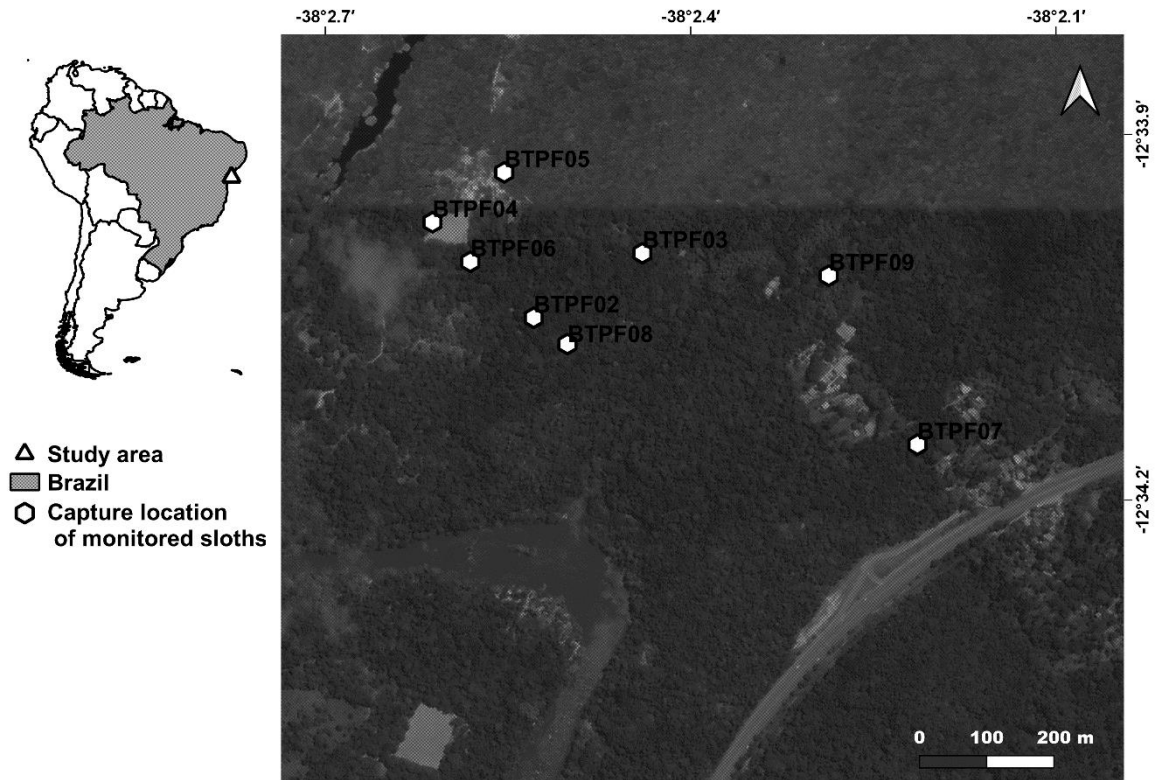 -38°2.7′
-38°2.4′
-38°2.1′
-12°33.9′
BTPF05
BTPF04
BTPF06
BTPF03
BTPF09
BTPF02
BTPF08
BTPF07
-12°34.2′
Study area
Brazil
Capture location
of monitored sloths
0 100 200 m